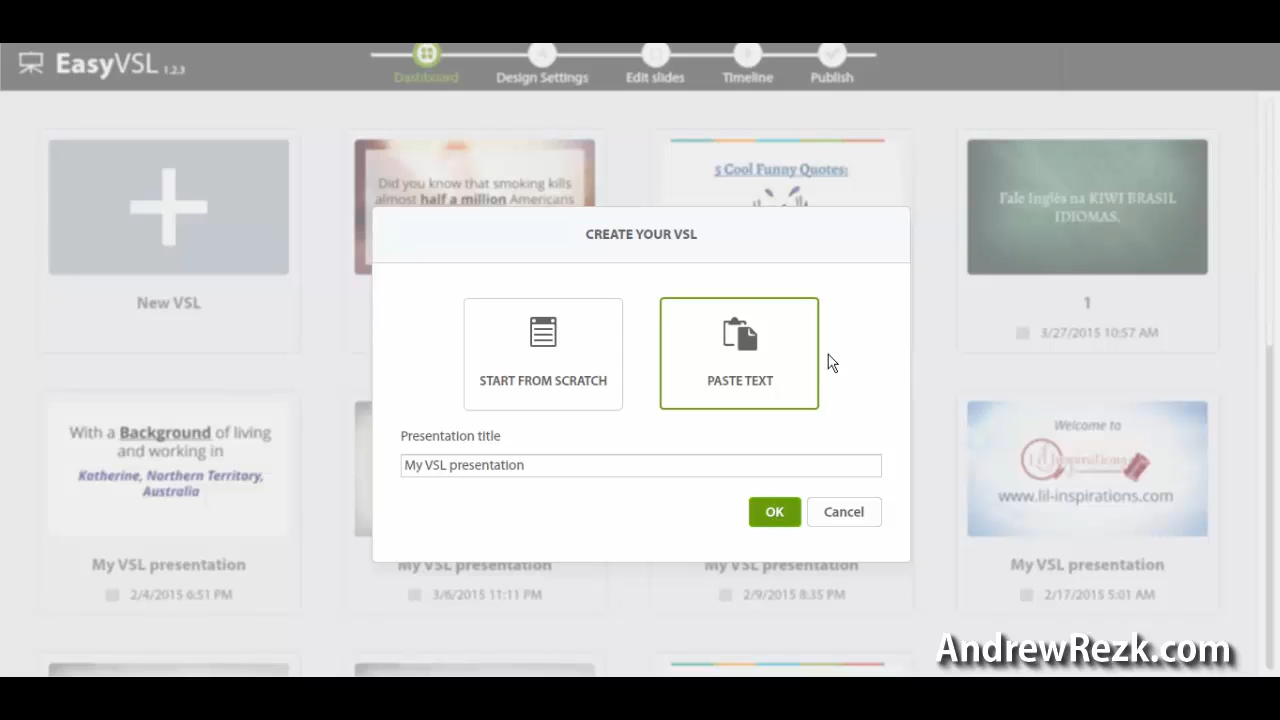 EasyVSL 1.2.3
Dashboard
Design Settings
Edit slides
Timeline
Publish
Did you know that smoking kills
almost half a million Americans
5 Cool Funny Quotes:
Fale Inglês na KIWI BRASIL
IDIOMAS.
New VSL
1
3/27/2015 10:57 AM
CREATE YOUR VSL
START FROM SCRATCH
PASTE TEXT
Presentation title
My VSL presentation
OK
Cancel
With a Background of living
and working in
Katherine, Northern Territory,
Australia
Welcome to
Lil Inspirations
www.lil-inspirations.com
My VSL presentation
My VSL presentation
My VSL presentation
My VSL presentation
2/4/2015 6:51 PM
3/6/2015 11:11 PM
2/9/2015 8:35 PM
2/17/2015 5:01 AM
AndrewRezk.com